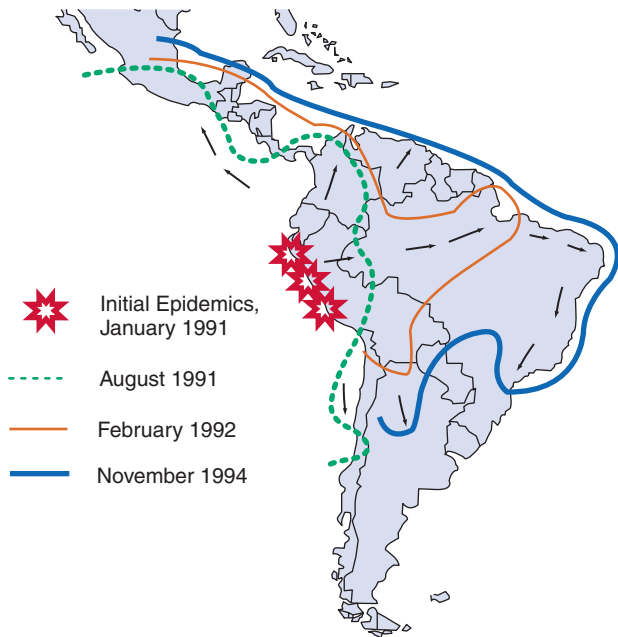 Initial Epidemics,
January 1991
August 1991
February 1992
November 1994